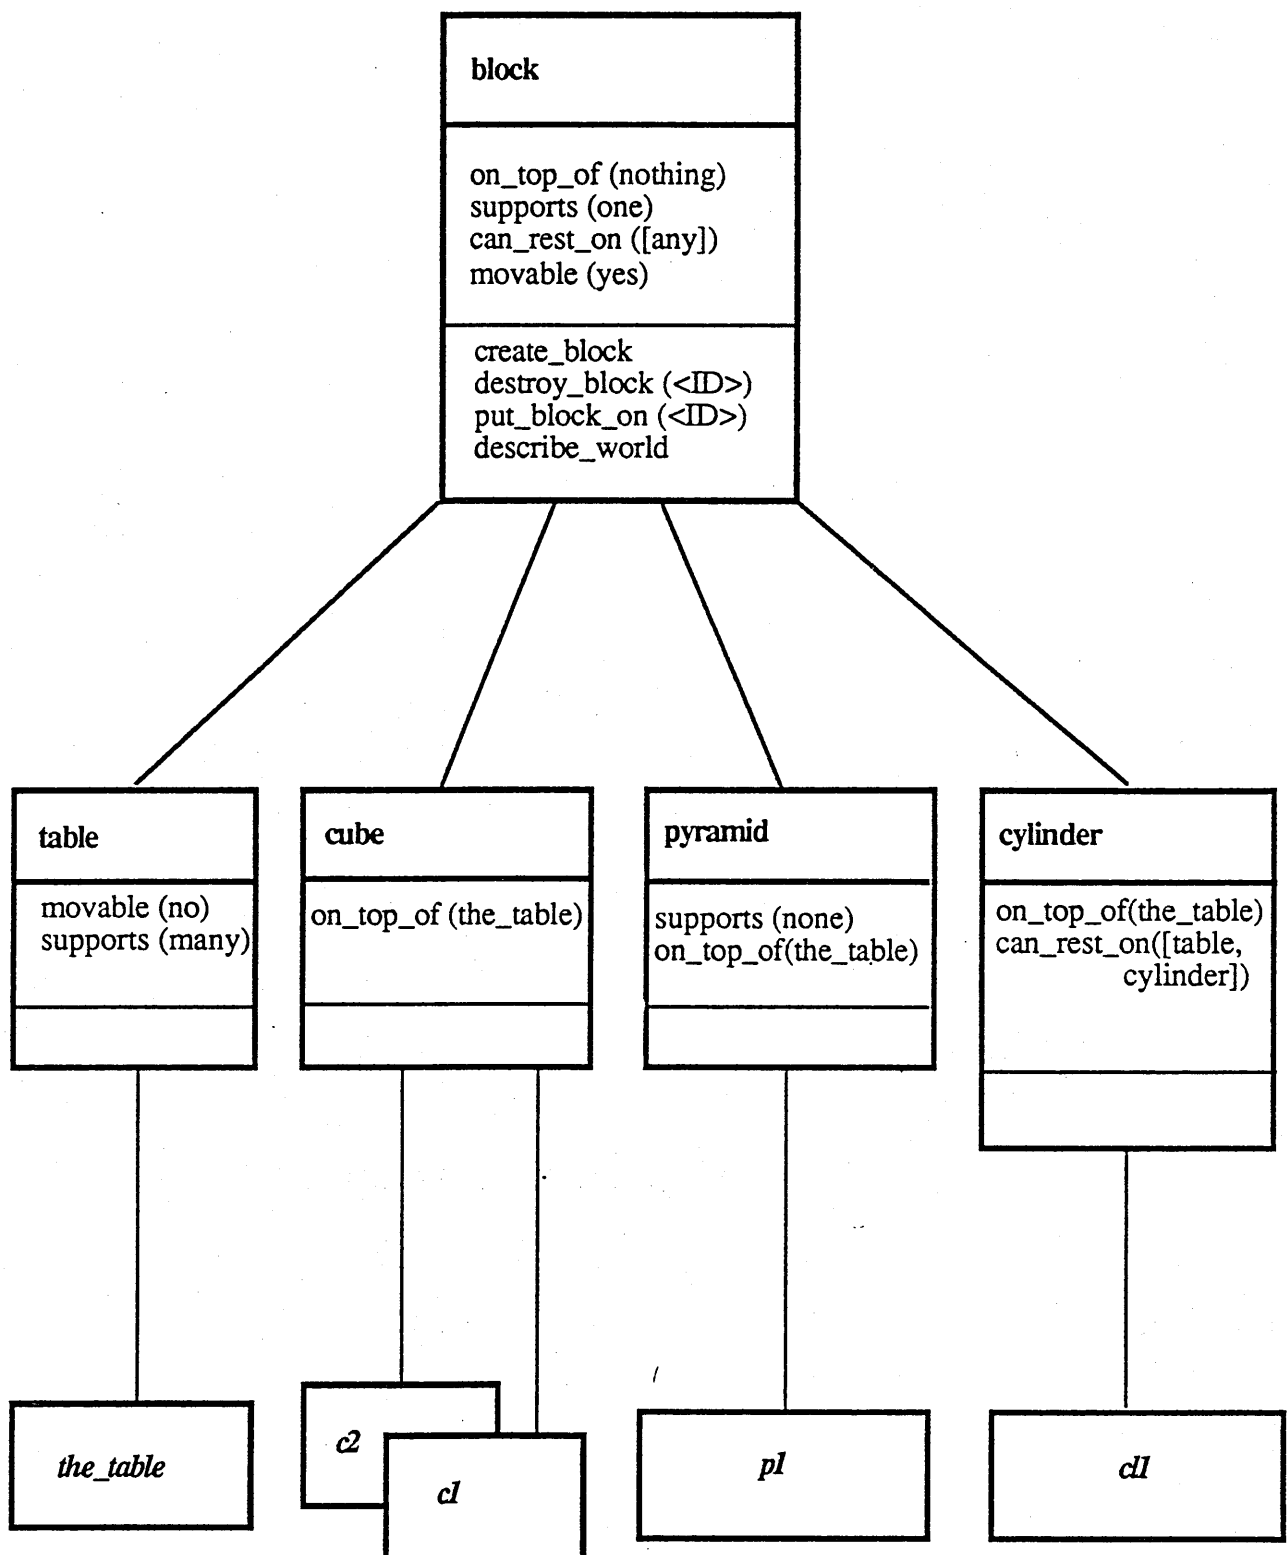 block
on_top_of (nothing)
supports (one)
can_rest_on ([any])
movable (yes)
create_block
destroy_block (<ID>)
put_block_on (<ID>)
describe_world
table
movable (no)
supports (many)
cube
on_top_of (the_table)
pyramid
supports (none)
on_top_of(the_table)
cylinder
on_top_of(the_table)
can_rest_on([table,
cylinder])
the_table
c2
c1
p1
cl1